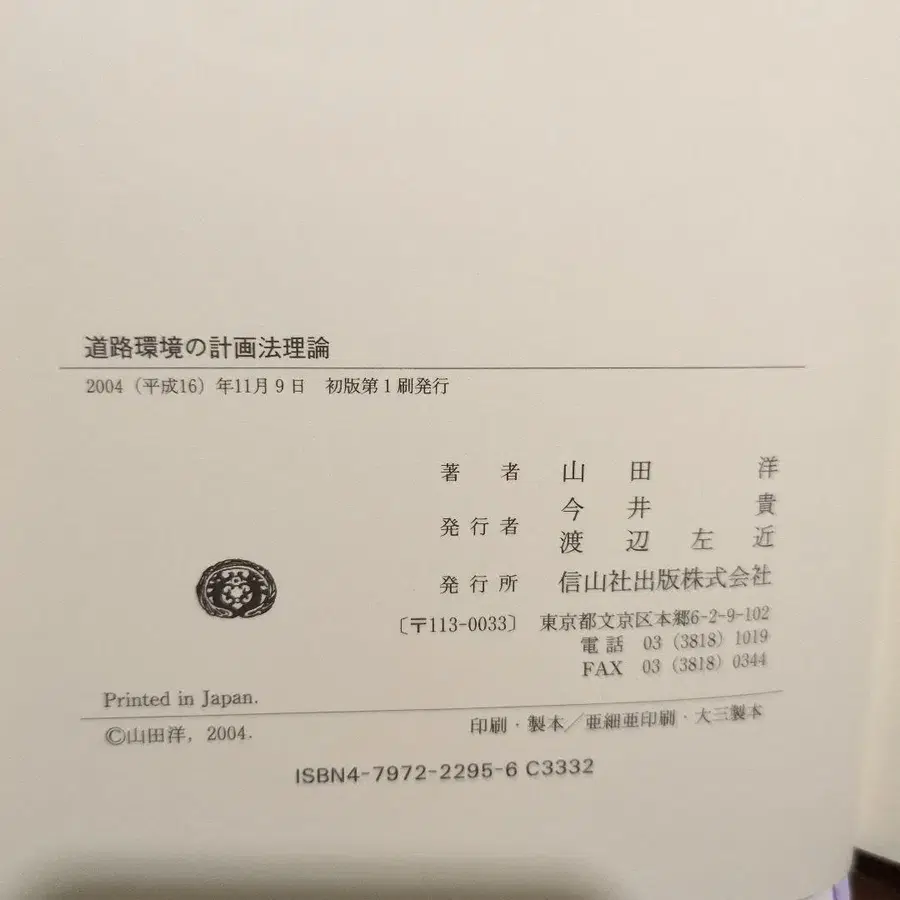 道路環境の計画法理論
2004（平成16）年11月9日　初版第1刷発行
著　者　山　田　　　洋
発行者　今　井　　　貴
渡　辺　左　近
発行所　信山社出版株式会社
〔〒113-0033〕　東京都文京区本郷6-2-9-102
電話　03（3818）1019
FAX　03（3818）0344
Printed in Japan.
©山田洋，2004.　印刷・製本／亜細亜印刷・大三製本
ISBN4-7972-2295-6 C3332